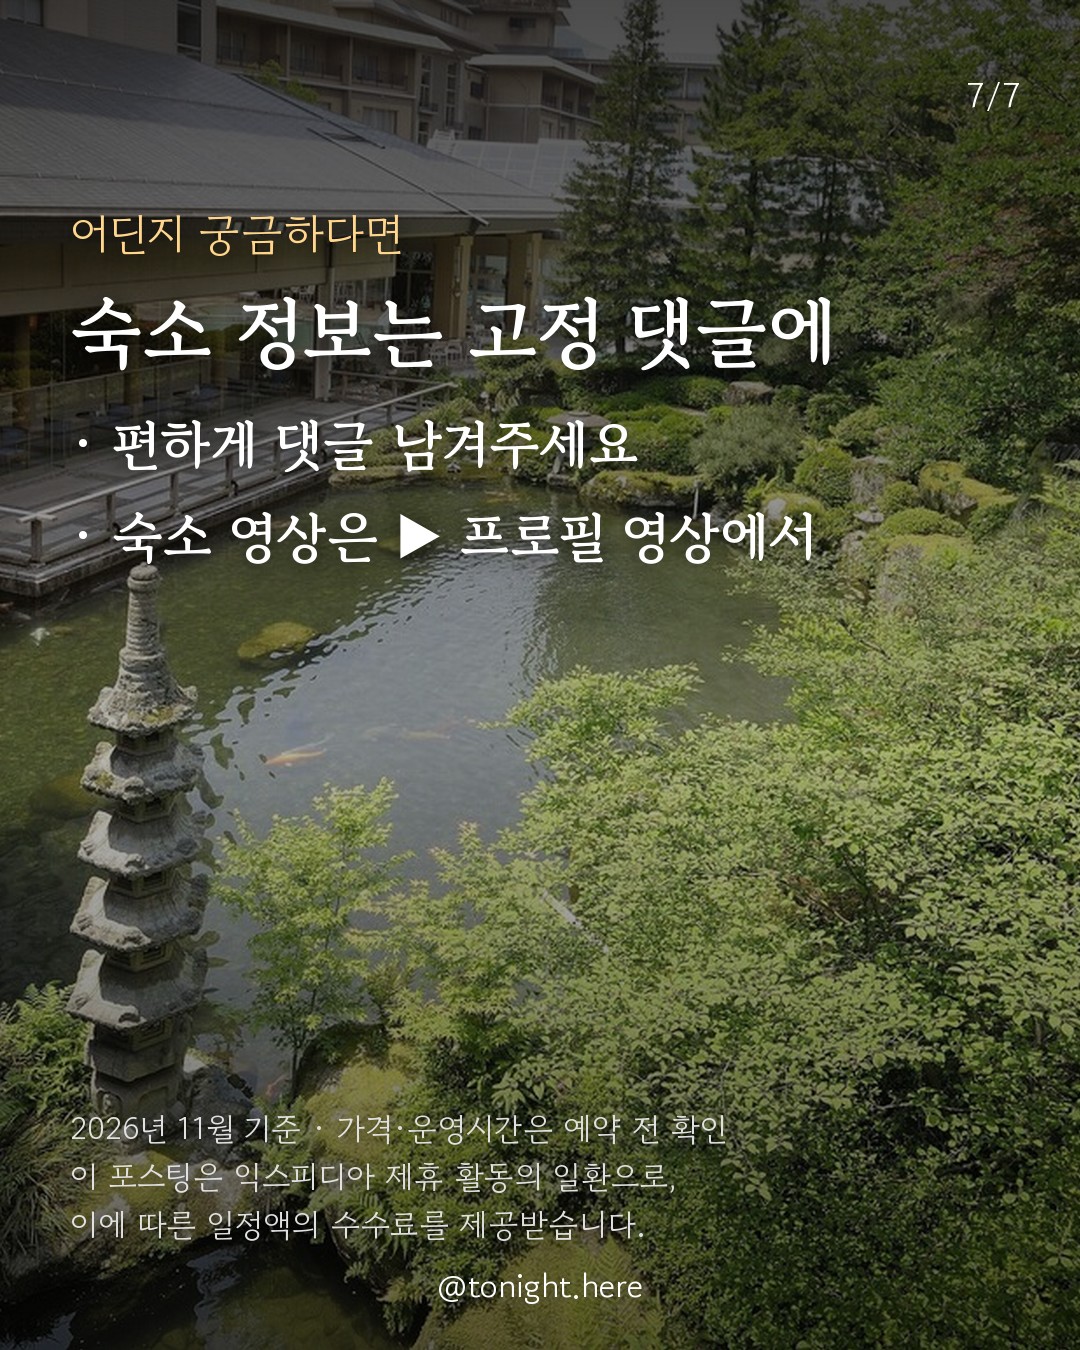 7/7
어딘지 궁금하다면
숙소 정보는 고정 댓글에
· 편하게 댓글 남겨주세요
· 숙소 영상은 ▶ 프로필 영상에서
2026년 11월 기준 · 가격·운영시간은 예약 전 확인
이 포스팅은 익스피디아 제휴 활동의 일환으로,
이에 따른 일정액의 수수료를 제공받습니다.
@tonight.here